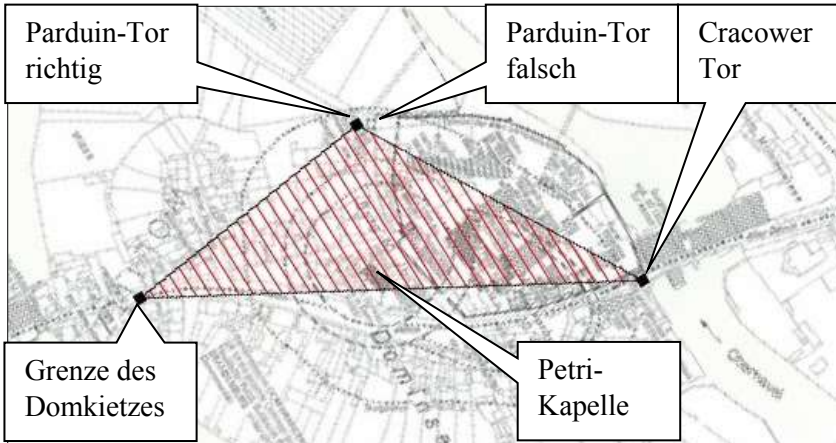 Parduin-Tor
richtig
Parduin-Tor
falsch
Cracower
Tor
Grenze des
Domkietzes
Petri-
Kapelle